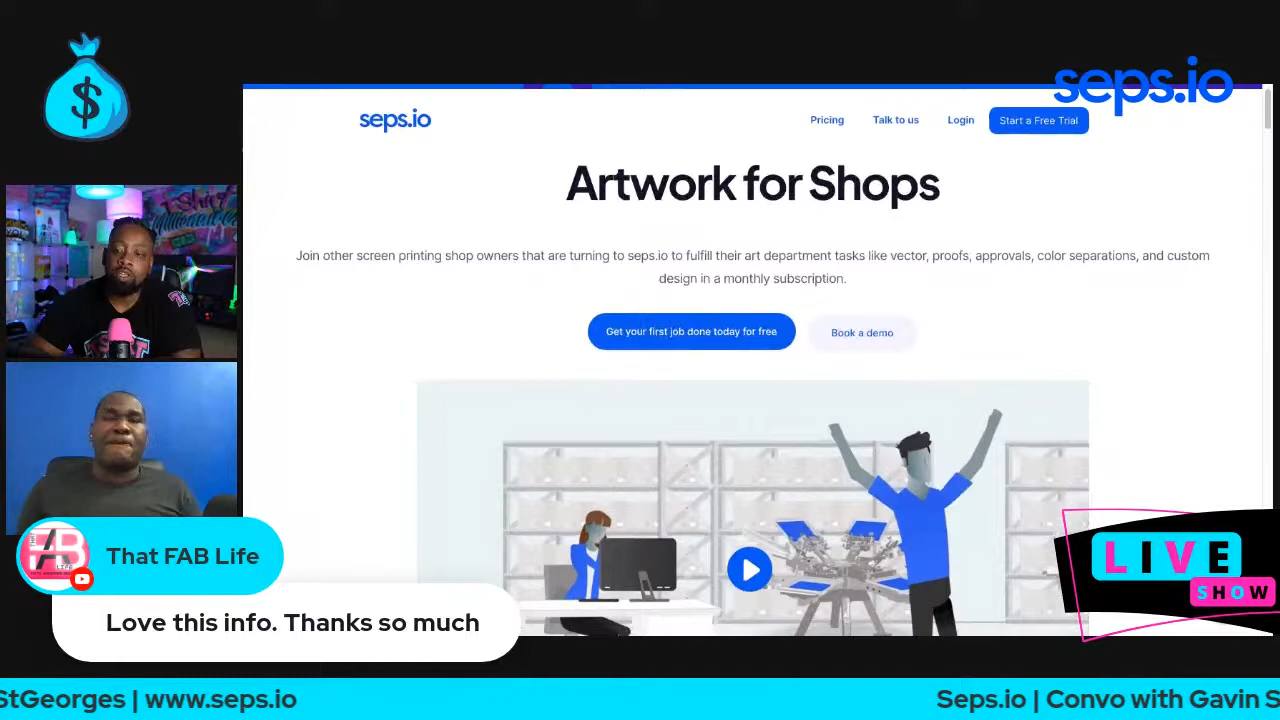 $
seps.io
seps.io
Pricing
Talk to us
Login
Start a Free Trial
Artwork for Shops
Join other screen printing shop owners that are turning to seps.io to fulfill their art department tasks like vector, proofs, approvals, color separations, and custom
design in a monthly subscription.
Get your first job done today for free
Book a demo
That FAB Life
Love this info. Thanks so much
LIVE
SHOW
StGeorges | www.seps.io
Seps.io | Convo with Gavin S